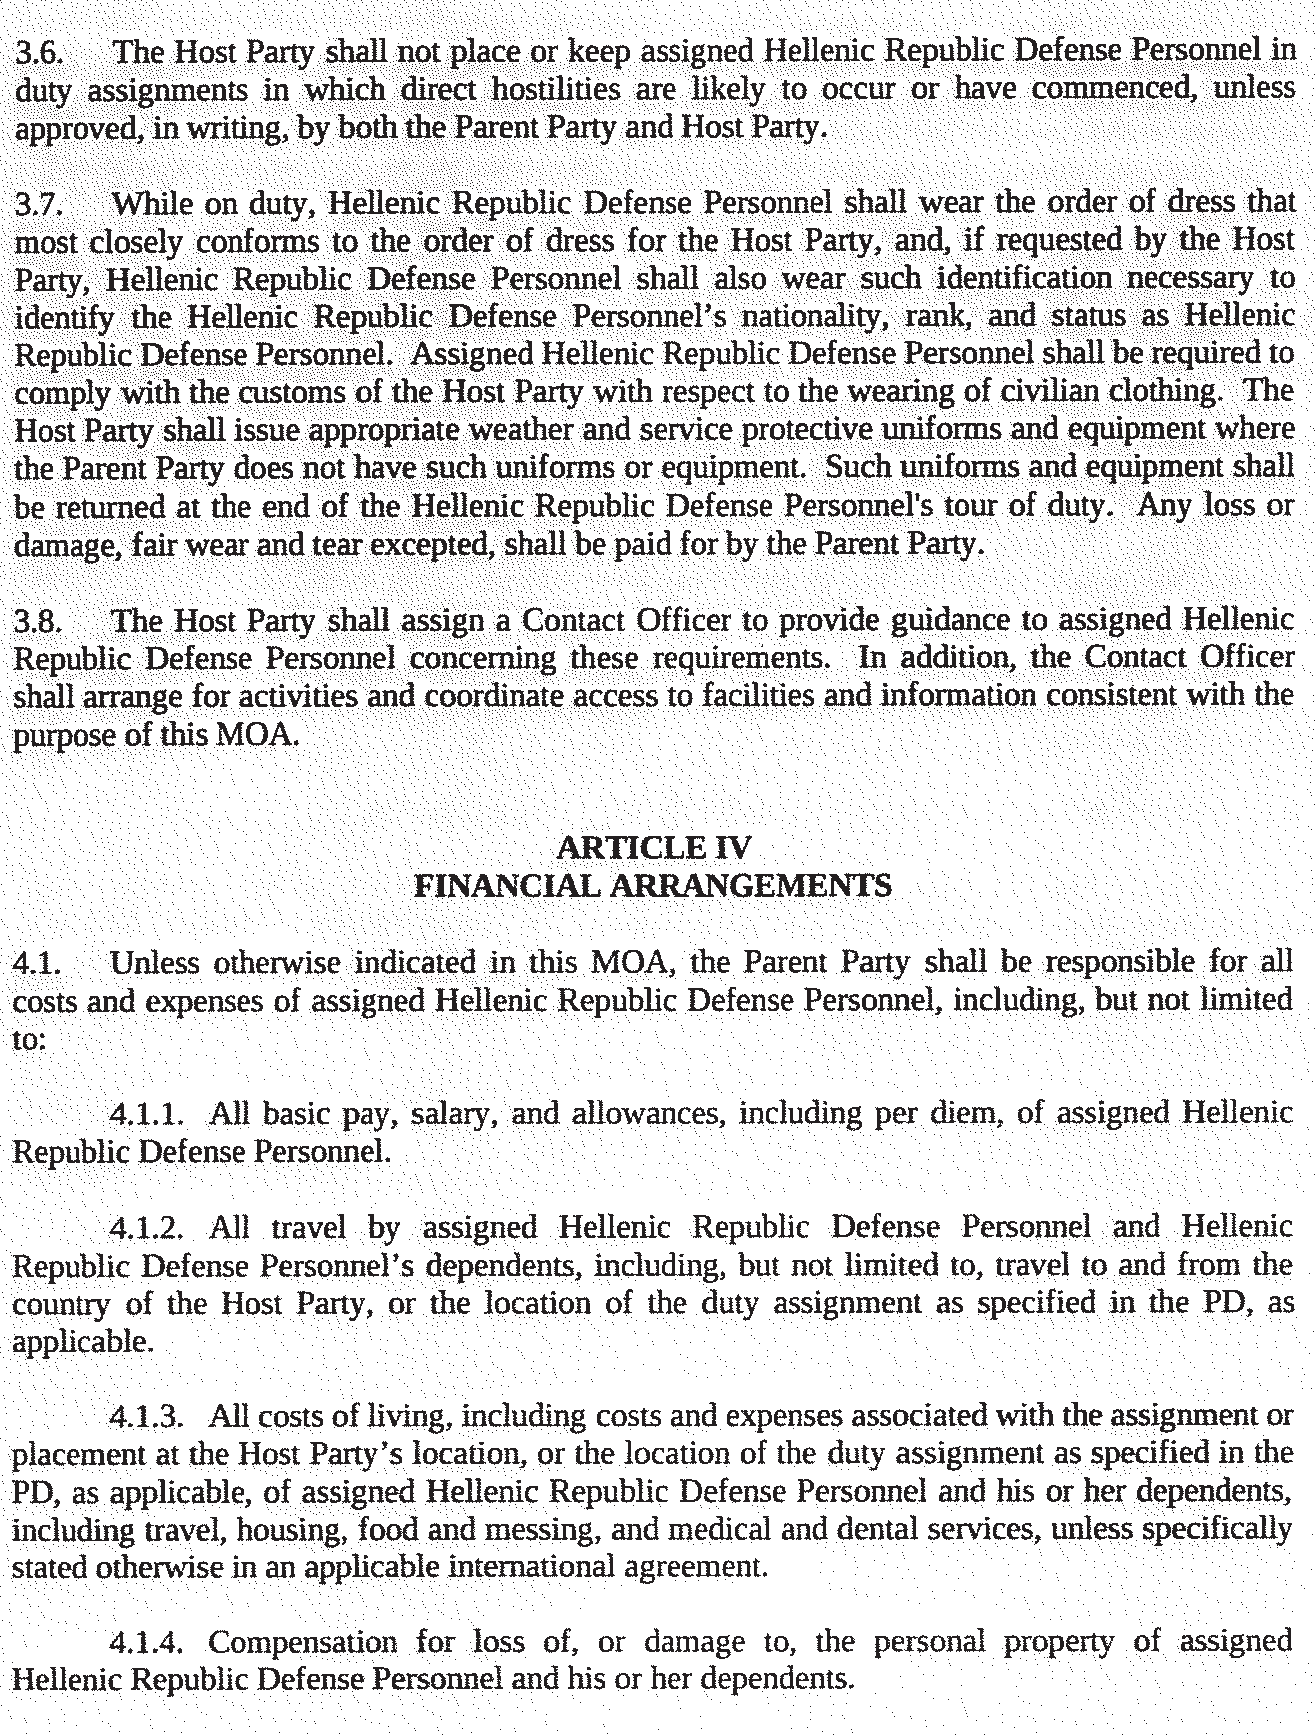 3.6. The Host Party shall not place or keep assigned Hellenic Republic Defense Personnel in
duty assignments in which direct hostilities are likely to occur or have commenced, unless
approved, in writing, by both the Parent Party and Host Party.
3.7. While on duty, Hellenic Republic Defense Personnel shall wear the order of dress that
most closely conforms to the order of dress for the Host Party, and, if requested by the Host
Party, Hellenic Republic Defense Personnel shall also wear such identification necessary to
identify the Hellenic Republic Defense Personnel’s nationality, rank, and status as Hellenic
Republic Defense Personnel. Assigned Hellenic Republic Defense Personnel shall be required to
comply with the customs of the Host Party with respect to the wearing of civilian clothing. The
Host Party shall issue appropriate weather and service protective uniforms and equipment where
the Parent Party does not have such uniforms or equipment. Such uniforms and equipment shall
be returned at the end of the Hellenic Republic Defense Personnel's tour of duty. Any loss or
damage, fair wear and tear excepted, shall be paid for by the Parent Party.
3.8. The Host Party shall assign a Contact Officer to provide guidance to assigned Hellenic
Republic Defense Personnel concerning these requirements. In addition, the Contact Officer
shall arrange for activities and coordinate access to facilities and information consistent with the
purpose of this MOA.
ARTICLE IV
FINANCIAL ARRANGEMENTS
4.1. Unless otherwise indicated in this MOA, the Parent Party shall be responsible for all
costs and expenses of assigned Hellenic Republic Defense Personnel, including, but not limited
to:
4.1.1. All basic pay, salary, and allowances, including per diem, of assigned Hellenic
Republic Defense Personnel.
4.1.2. All travel by assigned Hellenic Republic Defense Personnel and Hellenic
Republic Defense Personnel’s dependents, including, but not limited to, travel to and from the
country of the Host Party, or the location of the duty assignment as specified in the PD, as
applicable.
4.1.3. All costs of living, including costs and expenses associated with the assignment or
placement at the Host Party’s location, or the location of the duty assignment as specified in the
PD, as applicable, of assigned Hellenic Republic Defense Personnel and his or her dependents,
including travel, housing, food and messing, and medical and dental services, unless specifically
stated otherwise in an applicable international agreement.
4.1.4. Compensation for loss of, or damage to, the personal property of assigned
Hellenic Republic Defense Personnel and his or her dependents.